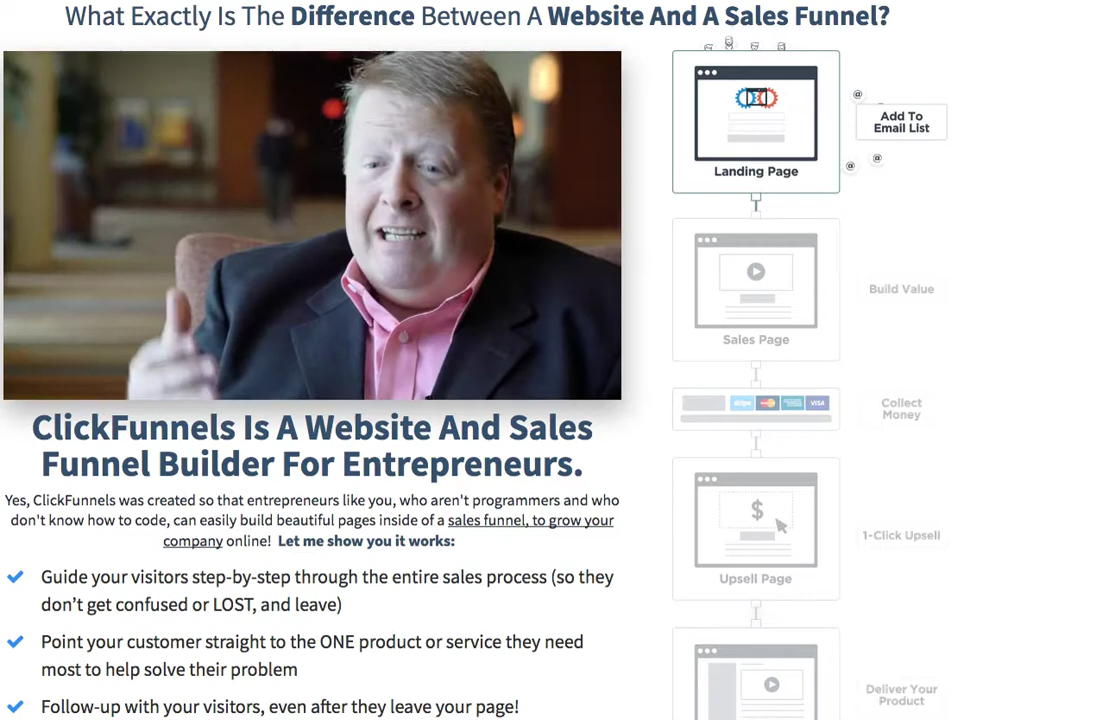 What Exactly Is The Difference Between A Website And A Sales Funnel?
ClickFunnels Is A Website And Sales
Funnel Builder For Entrepreneurs.
Yes, ClickFunnels was created so that entrepreneurs like you, who aren't programmers and who
don't know how to code, can easily build beautiful pages inside of a sales funnel, to grow your
company online! Let me show you it works:
Guide your visitors step-by-step through the entire sales process (so they
don't get confused or LOST, and leave)
Point your customer straight to the ONE product or service they need
most to help solve their problem
Follow-up with your visitors, even after they leave your page!
Landing Page
@
@
@
Add To
Email List
Sales Page
Build Value
stripe
MasterCard
VISA
Collect
Money
$
Upsell Page
1-Click Upsell
Deliver Your
Product